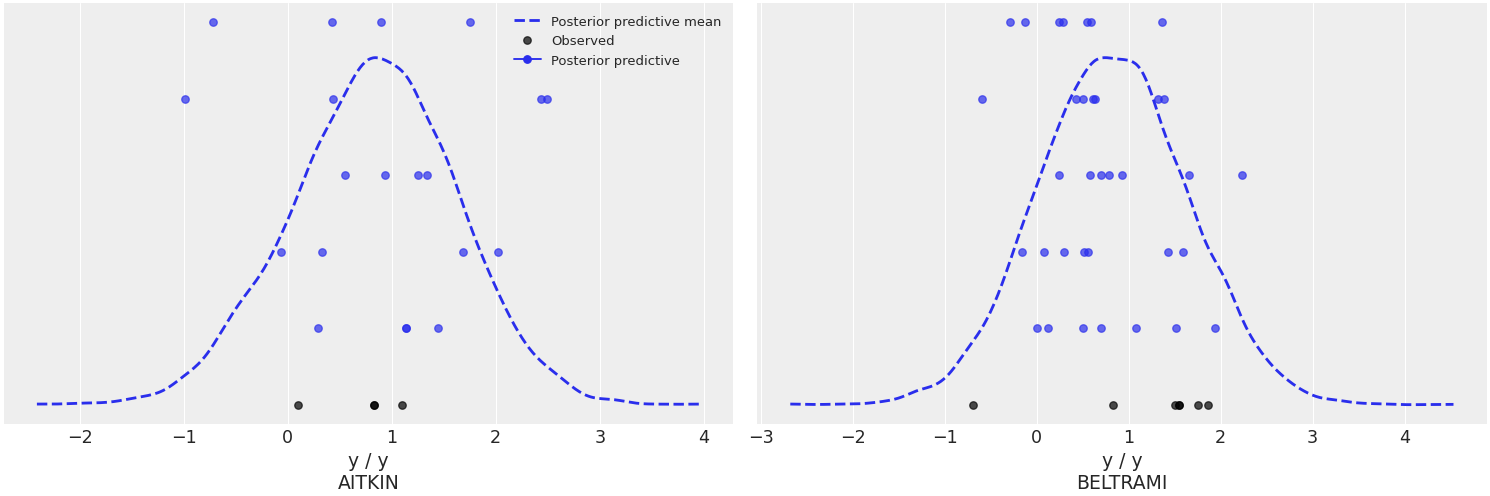 Posterior predictive mean
Observed
Posterior predictive
−2 −1 0 1 2 3 4
y / y
AITKIN
−3 −2 −1 0 1 2 3 4
y / y
BELTRAMI